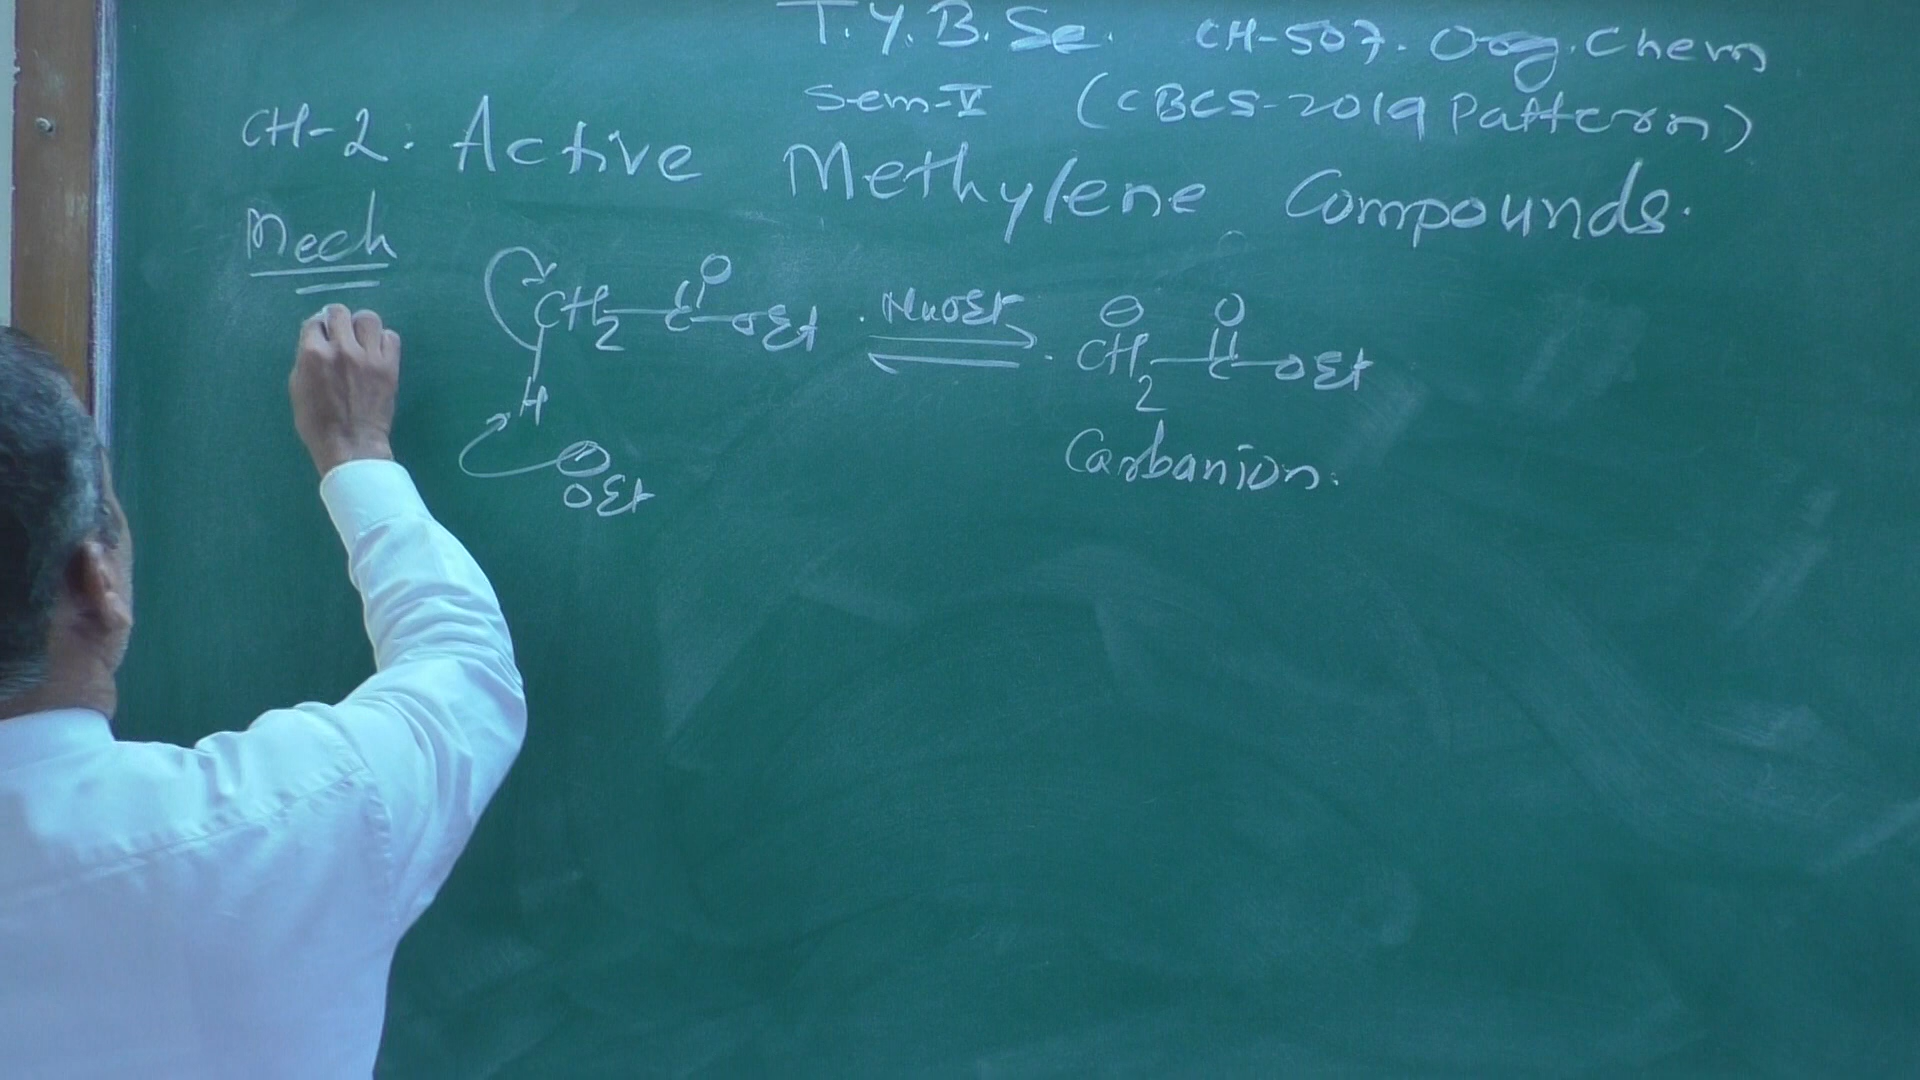 T.Y.B.Sc. CH-507. Org. Chem
Sem-V (CBCS-2019 Pattern)
CH-2. Active Methylene Compounds.
Mech
O ⊖ O
CH2—C—OEt NaOEt CH2—C—OEt
H
⊖ Carbanion.
OEt